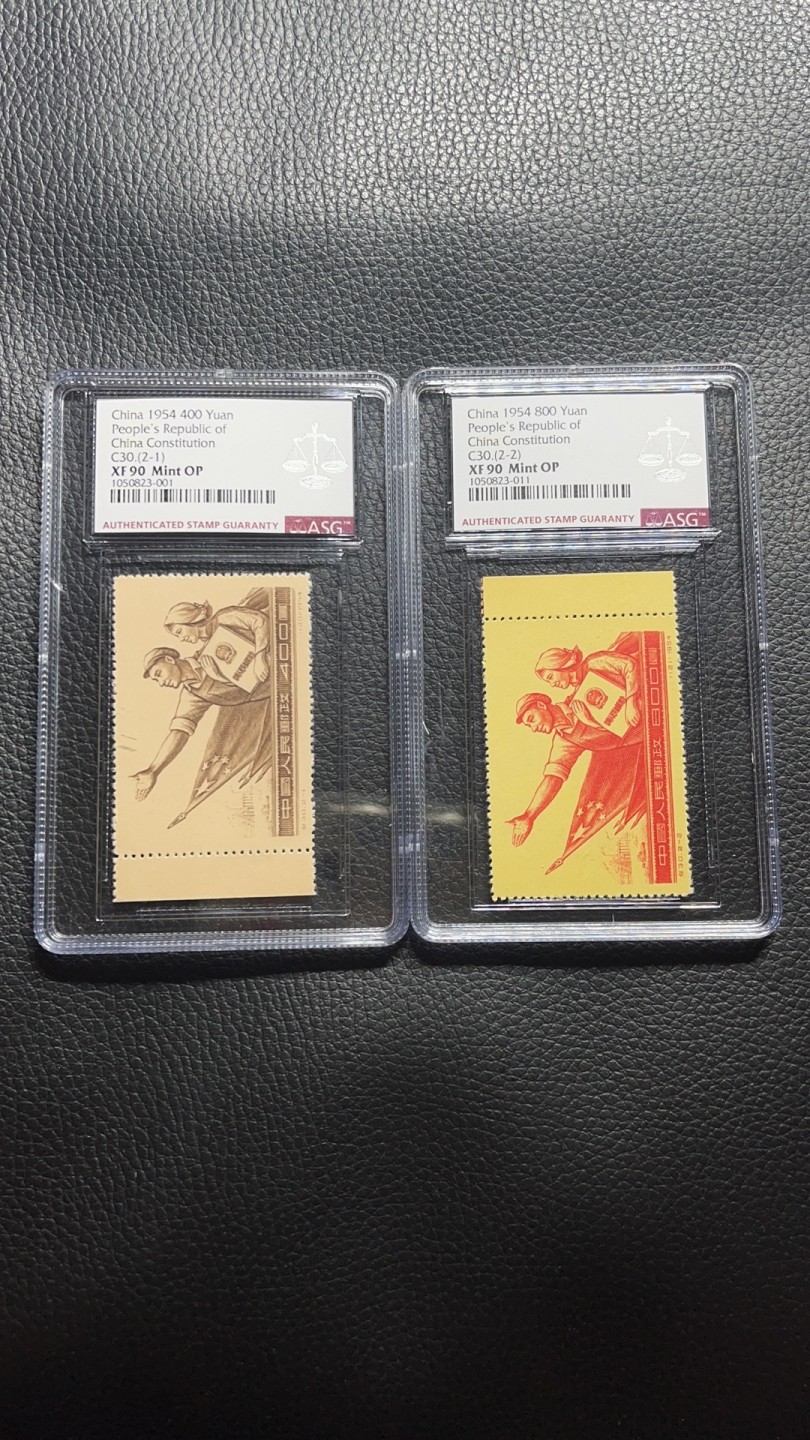 China 1954 400 Yuan
People's Republic of
China Constitution
C30.(2-1)
XF 90 Mint OP
1050823-001
AUTHENTICATED STAMP GUARANTY
ASG™
中國人民郵政 400圓
China 1954 800 Yuan
People's Republic of
China Constitution
C30.(2-2)
XF 90 Mint OP
1050823-011
AUTHENTICATED STAMP GUARANTY
ASG™
中國人民郵政 800圓